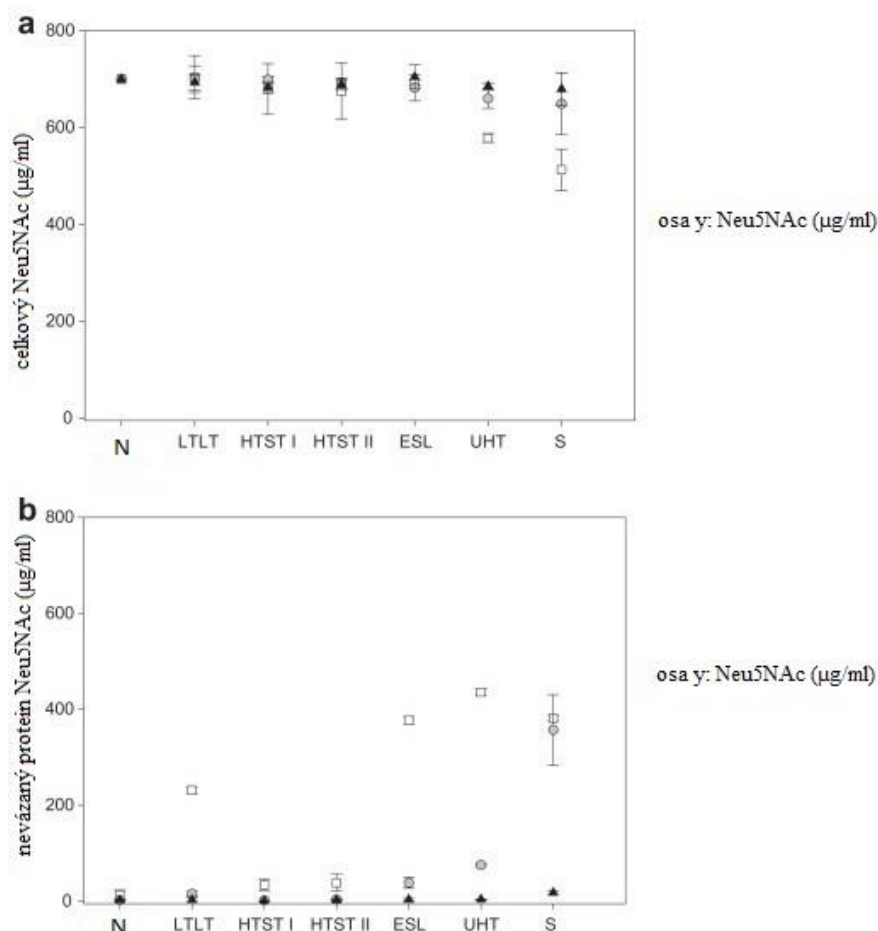 a
800
600
400
200
0
celkový Neu5NAc (µg/ml)
N LTLT HTST I HTST II ESL UHT S
osa y: Neu5NAc (µg/ml)
b
800
600
400
200
0
nevázaný protein Neu5NAc (µg/ml)
N LTLT HTST I HTST II ESL UHT S
osa y: Neu5NAc (µg/ml)